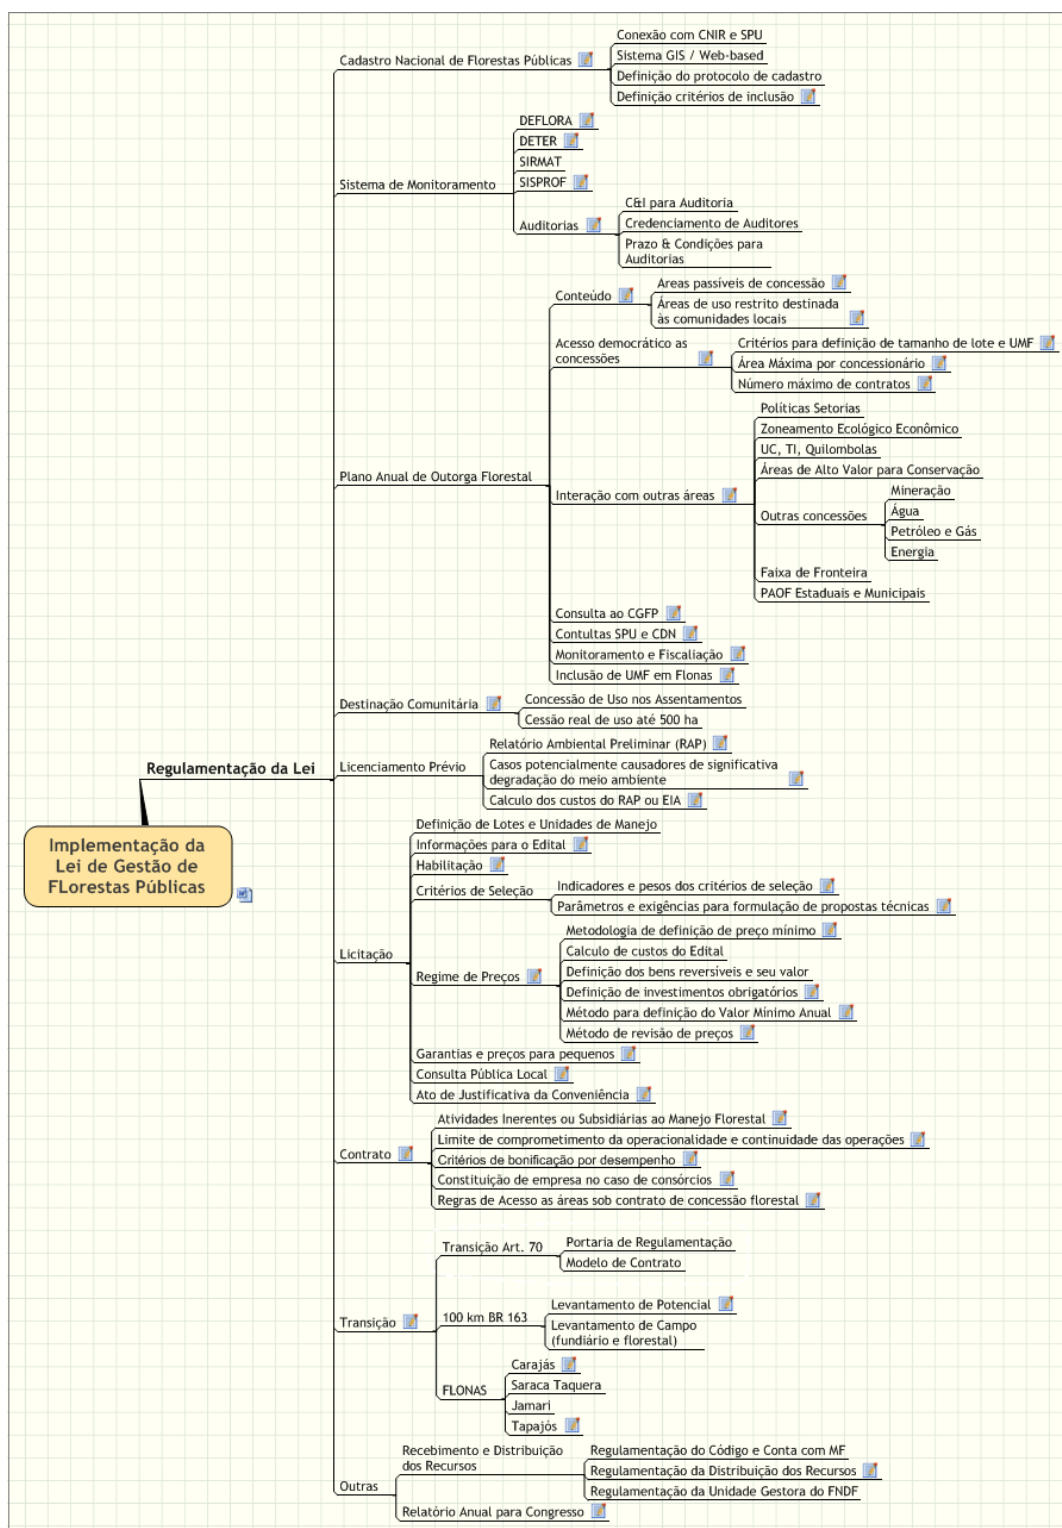 Conexão com CNIR e SPU
Cadastro Nacional de Florestas Públicas
Sistema GIS / Web-based
Definição do protocolo de cadastro
Definição critérios de inclusão
DEFLORA
DETER
SIRMAT
Sistema de Monitoramento
SISPROF
C&I para Auditoria
Auditorias
Credenciamento de Auditores
Prazo & Condições para
Auditorias
Areas passíveis de concessão
Conteúdo
Áreas de uso restrito destinada
às comunidades locais
Acesso democrático as
concessões
Critérios para definição de tamanho de lote e UMF
Área Máxima por concessionário
Número máximo de contratos
Políticas Setorias
Zoneamento Ecológico Econômico
UC, TI, Quilombolas
Áreas de Alto Valor para Conservação
Plano Anual de Outorga Florestal
Interação com outras áreas
Mineração
Outras concessões
Água
Petróleo e Gás
Energia
Faixa de Fronteira
PAOF Estaduais e Municipais
Consulta ao CGFP
Contultas SPU e CDN
Monitoramento e Fiscaliação
Inclusão de UMF em Flonas
Destinação Comunitária
Concessão de Uso nos Assentamentos
Cessão real de uso até 500 ha
Relatório Ambiental Preliminar (RAP)
Regulamentação da Lei
Licenciamento Prévio
Casos potencialmente causadores de significativa
degradação do meio ambiente
Calculo dos custos do RAP ou EIA
Implementação da
Lei de Gestão de
FLorestas Públicas
Definição de Lotes e Unidades de Manejo
Informações para o Edital
Habilitação
Critérios de Seleção
Indicadores e pesos dos critérios de seleção
Parâmetros e exigências para formulação de propostas técnicas
Licitação
Metodologia de definição de preço mínimo
Calculo de custos do Edital
Regime de Preços
Definição dos bens reversíveis e seu valor
Definição de investimentos obrigatórios
Método para definição do Valor Mínimo Anual
Método de revisão de preços
Garantias e preços para pequenos
Consulta Pública Local
Ato de Justificativa da Conveniência
Atividades Inerentes ou Subsidiárias ao Manejo Florestal
Limite de comprometimento da operacionalidade e continuidade das operações
Contrato
Critérios de bonificação por desempenho
Constituição de empresa no caso de consórcios
Regras de Acesso as áreas sob contrato de concessão florestal
Transição Art. 70
Portaria de Regulamentação
Modelo de Contrato
Transição
100 km BR 163
Levantamento de Potencial
Levantamento de Campo
(fundiário e florestal)
Carajás
FLONAS
Saraca Taquera
Jamari
Tapajós
Recebimento e Distribuição
dos Recursos
Regulamentação do Código e Conta com MF
Regulamentação da Distribuição dos Recursos
Regulamentação da Unidade Gestora do FNDF
Outras
Relatório Anual para Congresso